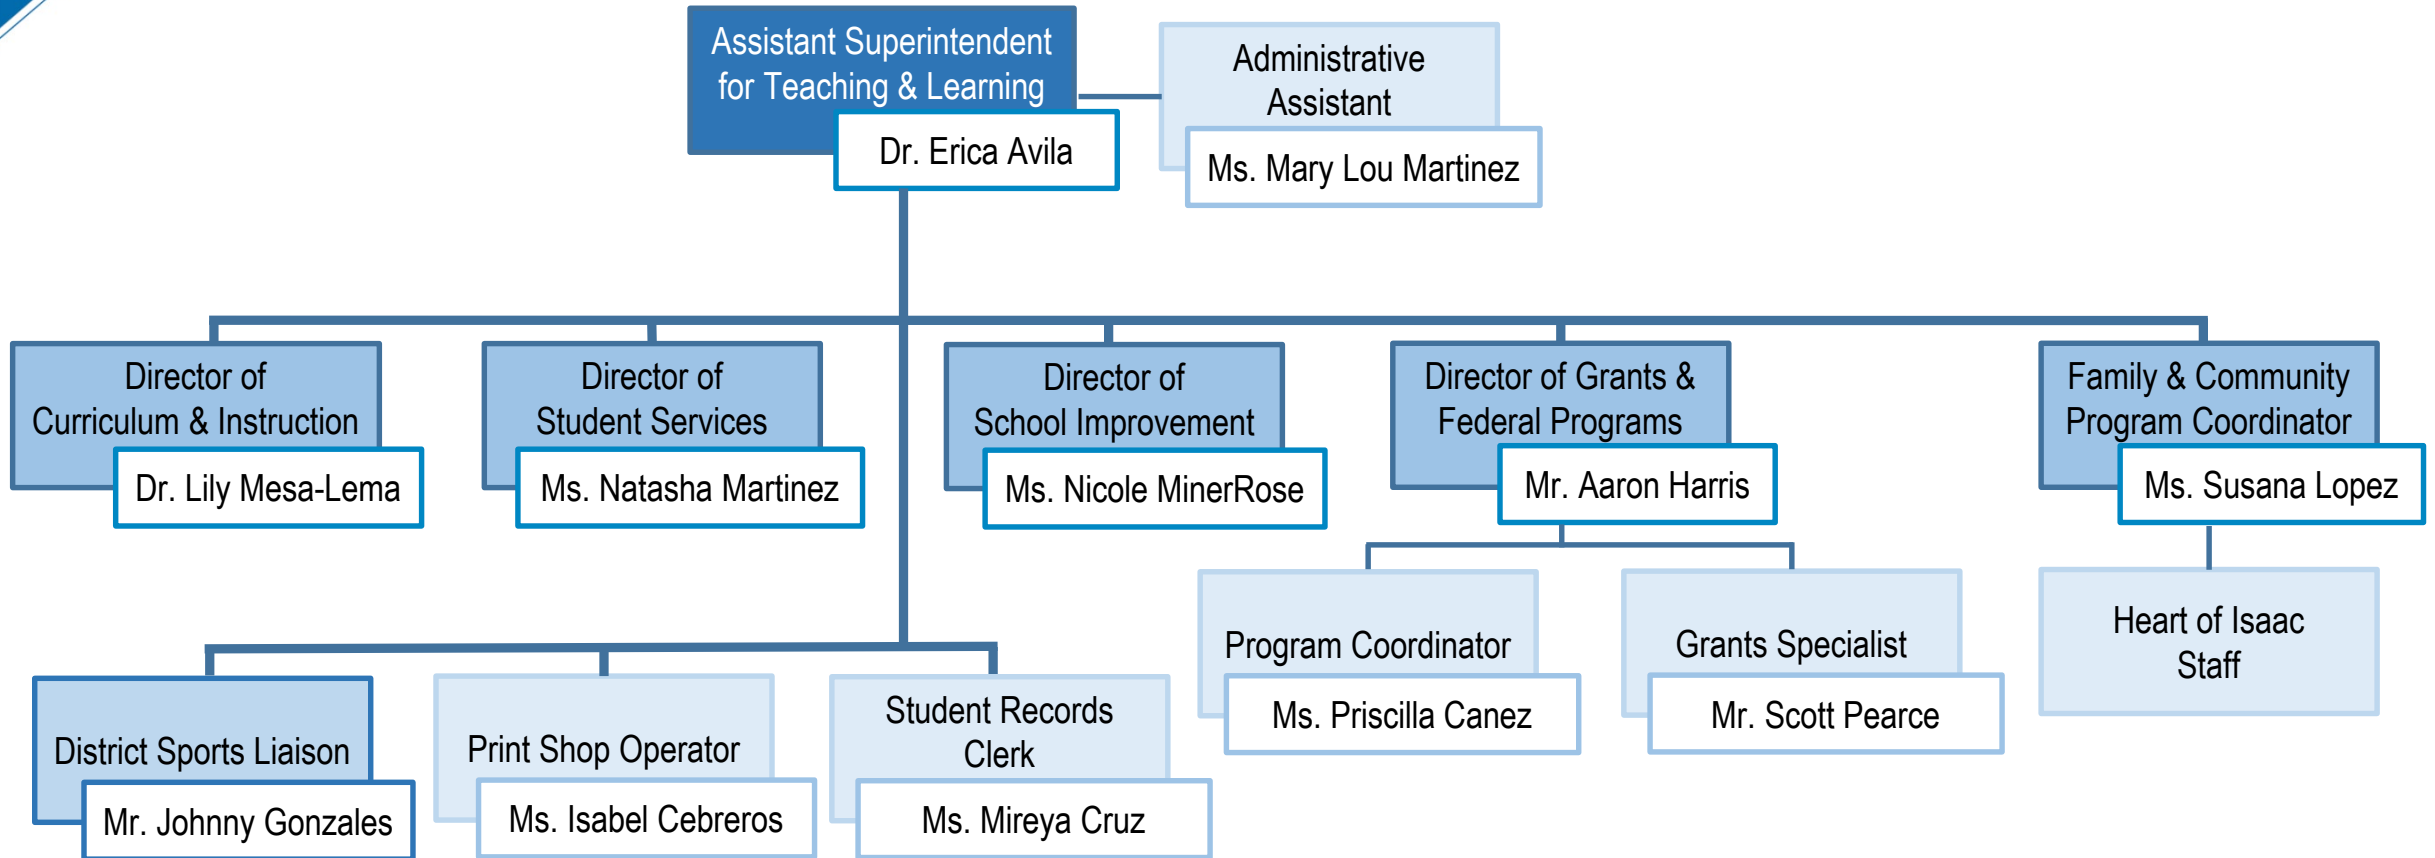 Assistant Superintendent
for Teaching & Learning
Dr. Erica Avila
Administrative
Assistant
Ms. Mary Lou Martinez
Director of
Curriculum & Instruction
Dr. Lily Mesa-Lema
Director of
Student Services
Ms. Natasha Martinez
Director of
School Improvement
Ms. Nicole MinerRose
Director of Grants &
Federal Programs
Mr. Aaron Harris
Family & Community
Program Coordinator
Ms. Susana Lopez
Program Coordinator
Ms. Priscilla Canez
Grants Specialist
Mr. Scott Pearce
Heart of Isaac
Staff
District Sports Liaison
Mr. Johnny Gonzales
Print Shop Operator
Ms. Isabel Cebreros
Student Records
Clerk
Ms. Mireya Cruz